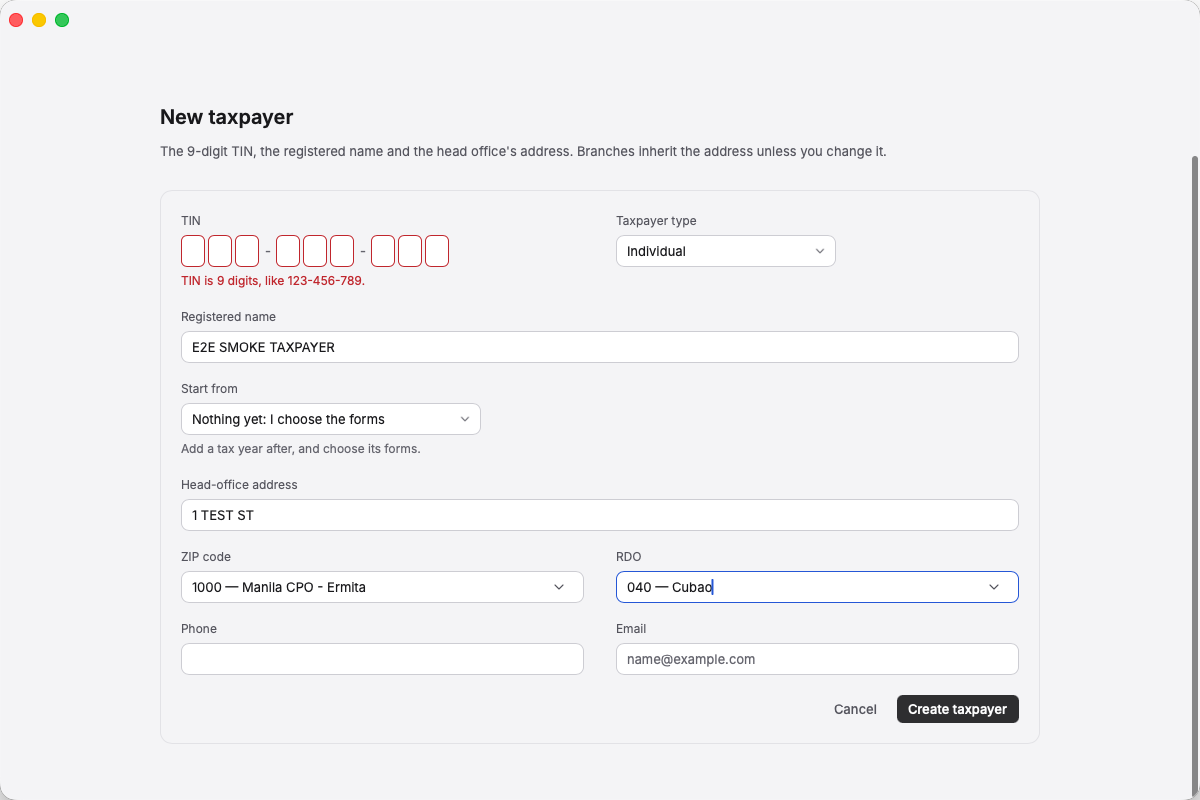 New taxpayer
The 9-digit TIN, the registered name and the head office's address. Branches inherit the address unless you change it.
TIN
Taxpayer type
- -
Individual
TIN is 9 digits, like 123-456-789.
Registered name
E2E SMOKE TAXPAYER
Start from
Nothing yet: I choose the forms
Add a tax year after, and choose its forms.
Head-office address
1 TEST ST
ZIP code
RDO
1000 — Manila CPO - Ermita
040 — Cubao
Phone
Email
name@example.com
Cancel
Create taxpayer